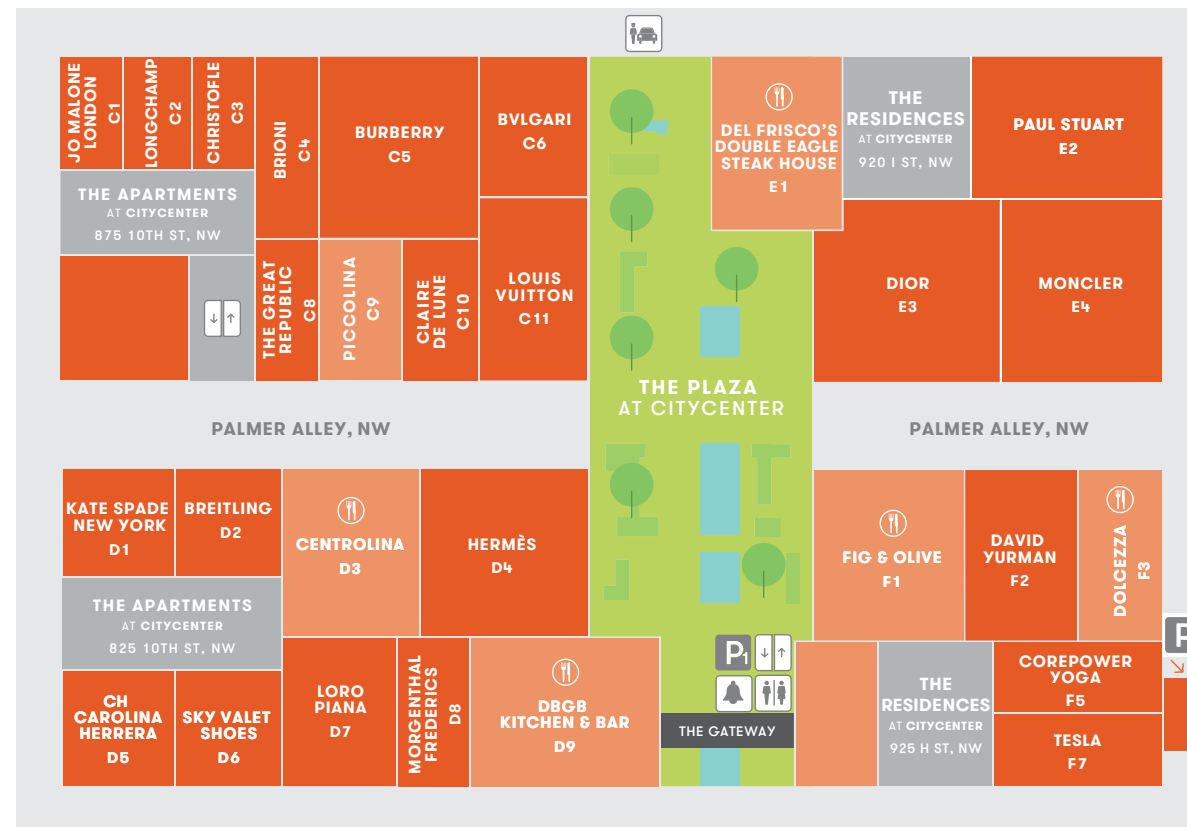 JO MALONE
LONDON
C1
LONGCHAMP
C2
CHRISTOFLE
C3
BRIONI
C4
BURBERRY
C5
BVLGARI
C6
THE APARTMENTS
AT CITYCENTER
875 10TH ST, NW
THE GREAT
REPUBLIC
C8
PICCOLINA
C9
CLAIRE
DE LUNE
C10
LOUIS
VUITTON
C11
DEL FRISCO'S
DOUBLE EAGLE
STEAK HOUSE
E1
THE
RESIDENCES
AT CITYCENTER
920 I ST, NW
PAUL STUART
E2
DIOR
E3
MONCLER
E4
THE PLAZA
AT CITYCENTER
PALMER ALLEY, NW
PALMER ALLEY, NW
KATE SPADE
NEW YORK
D1
BREITLING
D2
CENTROLINA
D3
HERMÈS
D4
THE APARTMENTS
AT CITYCENTER
825 10TH ST, NW
CH
CAROLINA
HERRERA
D5
SKY VALET
SHOES
D6
LORO
PIANA
D7
MORGENTHAL
FREDERICS
D8
DBGB
KITCHEN & BAR
D9
P1
THE GATEWAY
FIG & OLIVE
F1
DAVID
YURMAN
F2
DOLCEZZA
F3
THE
RESIDENCES
AT CITYCENTER
925 H ST, NW
COREPOWER
YOGA
F5
TESLA
F7
P